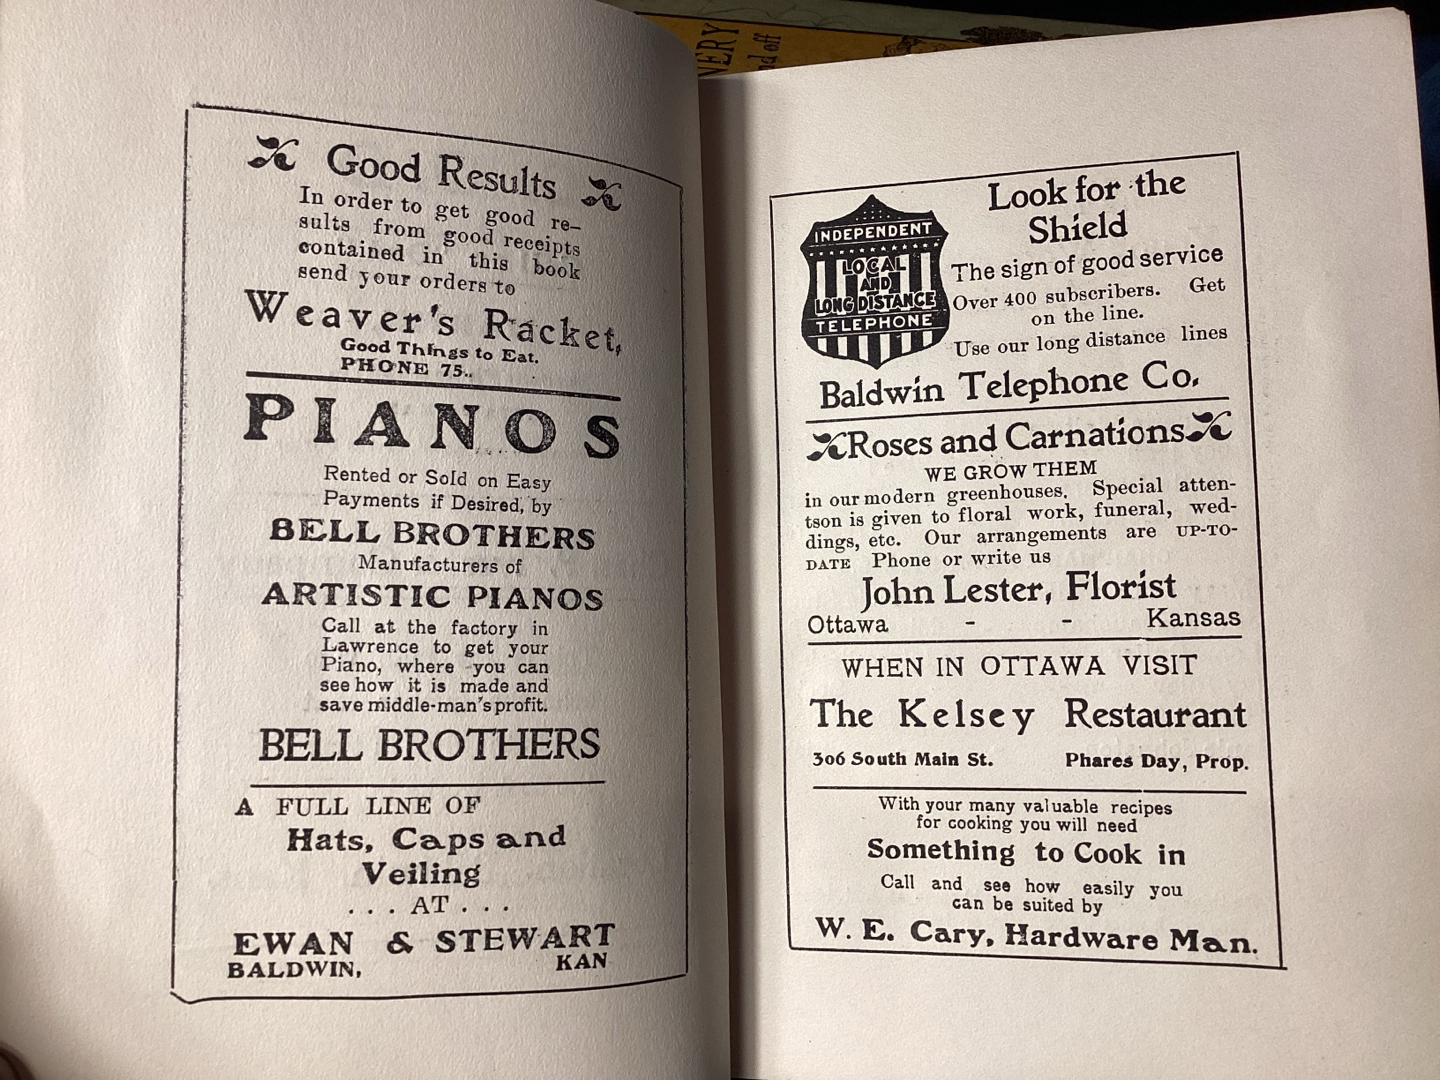 NERY
nd off
Good Results
In order to get good re-
sults from good receipts
contained in this book
send your orders to
Weaver's Racket,
Good Things to Eat.
PHONE 75..
PIANOS
Rented or Sold on Easy
Payments if Desired, by
BELL BROTHERS
Manufacturers of
ARTISTIC PIANOS
Call at the factory in
Lawrence to get your
Piano, where you can
see how it is made and
save middle-man's profit.
BELL BROTHERS
A FULL LINE OF
Hats, Caps and
Veiling
... AT ...
EWAN & STEWART
BALDWIN, KAN
INDEPENDENT
LOCAL
AND
LONG DISTANCE
TELEPHONE
Look for the
Shield
The sign of good service
Over 400 subscribers. Get
on the line.
Use our long distance lines
Baldwin Telephone Co.
Roses and Carnations
WE GROW THEM
in our modern greenhouses. Special atten-
tson is given to floral work, funeral, wed-
dings, etc. Our arrangements are UP-TO-
DATE Phone or write us
John Lester, Florist
Ottawa - - Kansas
WHEN IN OTTAWA VISIT
The Kelsey Restaurant
306 South Main St. Phares Day, Prop.
With your many valuable recipes
for cooking you will need
Something to Cook in
Call and see how easily you
can be suited by
W. E. Cary, Hardware Man.